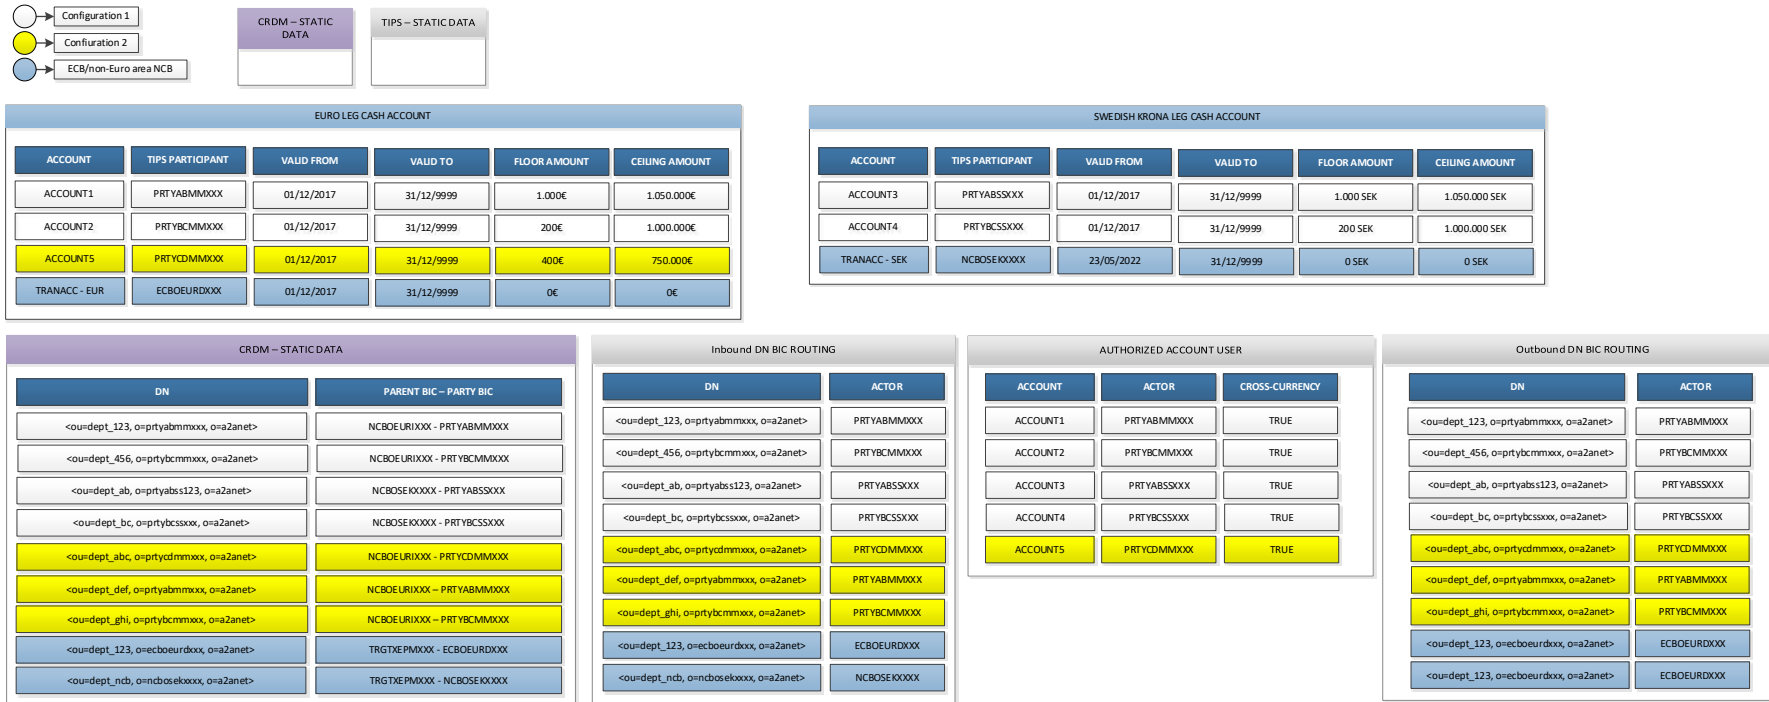 Configuration 1
Confiuration 2
ECB/non-Euro area NCB
CRDM – STATIC
DATA
TIPS – STATIC DATA
EURO LEG CASH ACCOUNT
ACCOUNT TIPS PARTICIPANT VALID FROM VALID TO FLOOR AMOUNT CEILING AMOUNT
ACCOUNT1 PRTYABMMXXX 01/12/2017 31/12/9999 1.000€ 1.050.000€
ACCOUNT2 PRTYBCMMXXX 01/12/2017 31/12/9999 200€ 1.000.000€
ACCOUNT5 PRTYCDMMXXX 01/12/2017 31/12/9999 400€ 750.000€
TRANACC - EUR ECBOEURDXXX 01/12/2017 31/12/9999 0€ 0€
SWEDISH KRONA LEG CASH ACCOUNT
ACCOUNT TIPS PARTICIPANT VALID FROM VALID TO FLOOR AMOUNT CEILING AMOUNT
ACCOUNT3 PRTYABSSXXX 01/12/2017 31/12/9999 1.000 SEK 1.050.000 SEK
ACCOUNT4 PRTYBCSSXXX 01/12/2017 31/12/9999 200 SEK 1.000.000 SEK
TRANACC - SEK NCBOSEKXXXX 23/05/2022 31/12/9999 0 SEK 0 SEK
CRDM – STATIC DATA
DN PARENT BIC – PARTY BIC
<ou=dept_123, o=prtyabmmxxx, o=a2anet> NCBOEURIXXX - PRTYABMMXXX
<ou=dept_456, o=prtybcmmxxx, o=a2anet> NCBOEURIXXX - PRTYBCMMXXX
<ou=dept_ab, o=prtyabss123, o=a2anet> NCBOSEKXXXX - PRTYABSSXXX
<ou=dept_bc, o=prtybcssxxx, o=a2anet> NCBOSEKXXXX - PRTYBCSSXXX
<ou=dept_abc, o=prtycdmmxxx, o=a2anet> NCBOEURIXXX - PRTYCDMMXXX
<ou=dept_def, o=prtyabmmxxx, o=a2anet> NCBOEURIXXX – PRTYABMMXXX
<ou=dept_ghi, o=prtybcmmxxx, o=a2anet> NCBOEURIXXX – PRTYBCMMXXX
<ou=dept_123, o=ecboeurdxxx, o=a2anet> TRGTXEPMXXX - ECBOEURDXXX
<ou=dept_ncb, o=ncbosekxxxx, o=a2anet> TRGTXEPMXXX - NCBOSEKXXXX
Inbound DN BIC ROUTING
DN ACTOR
<ou=dept_123, o=prtyabmmxxx, o=a2anet> PRTYABMMXXX
<ou=dept_456, o=prtybcmmxxx, o=a2anet> PRTYBCMMXXX
<ou=dept_ab, o=prtyabss123, o=a2anet> PRTYABSSXXX
<ou=dept_bc, o=prtybcssxxx, o=a2anet> PRTYBCSSXXX
<ou=dept_abc, o=prtycdmmxxx, o=a2anet> PRTYCDMMXXX
<ou=dept_def, o=prtyabmmxxx, o=a2anet> PRTYABMMXXX
<ou=dept_ghi, o=prtybcmmxxx, o=a2anet> PRTYBCMMXXX
<ou=dept_123, o=ecboeurdxxx, o=a2anet> ECBOEURDXXX
<ou=dept_ncb, o=ncbosekxxxx, o=a2anet> NCBOSEKXXXX
AUTHORIZED ACCOUNT USER
ACCOUNT ACTOR CROSS-CURRENCY
ACCOUNT1 PRTYABMMXXX TRUE
ACCOUNT2 PRTYBCMMXXX TRUE
ACCOUNT3 PRTYABSSXXX TRUE
ACCOUNT4 PRTYBCSSXXX TRUE
ACCOUNT5 PRTYCDMMXXX TRUE
Outbound DN BIC ROUTING
DN ACTOR
<ou=dept_123, o=prtyabmmxxx, o=a2anet> PRTYABMMXXX
<ou=dept_456, o=prtybcmmxxx, o=a2anet> PRTYBCMMXXX
<ou=dept_ab, o=prtyabss123, o=a2anet> PRTYABSSXXX
<ou=dept_bc, o=prtybcssxxx, o=a2anet> PRTYBCSSXXX
<ou=dept_abc, o=prtycdmmxxx, o=a2anet> PRTYCDMMXXX
<ou=dept_def, o=prtyabmmxxx, o=a2anet> PRTYABMMXXX
<ou=dept_ghi, o=prtybcmmxxx, o=a2anet> PRTYBCMMXXX
<ou=dept_123, o=ecboeurdxxx, o=a2anet> ECBOEURDXXX
<ou=dept_123, o=ecboeurdxxx, o=a2anet> ECBOEURDXXX